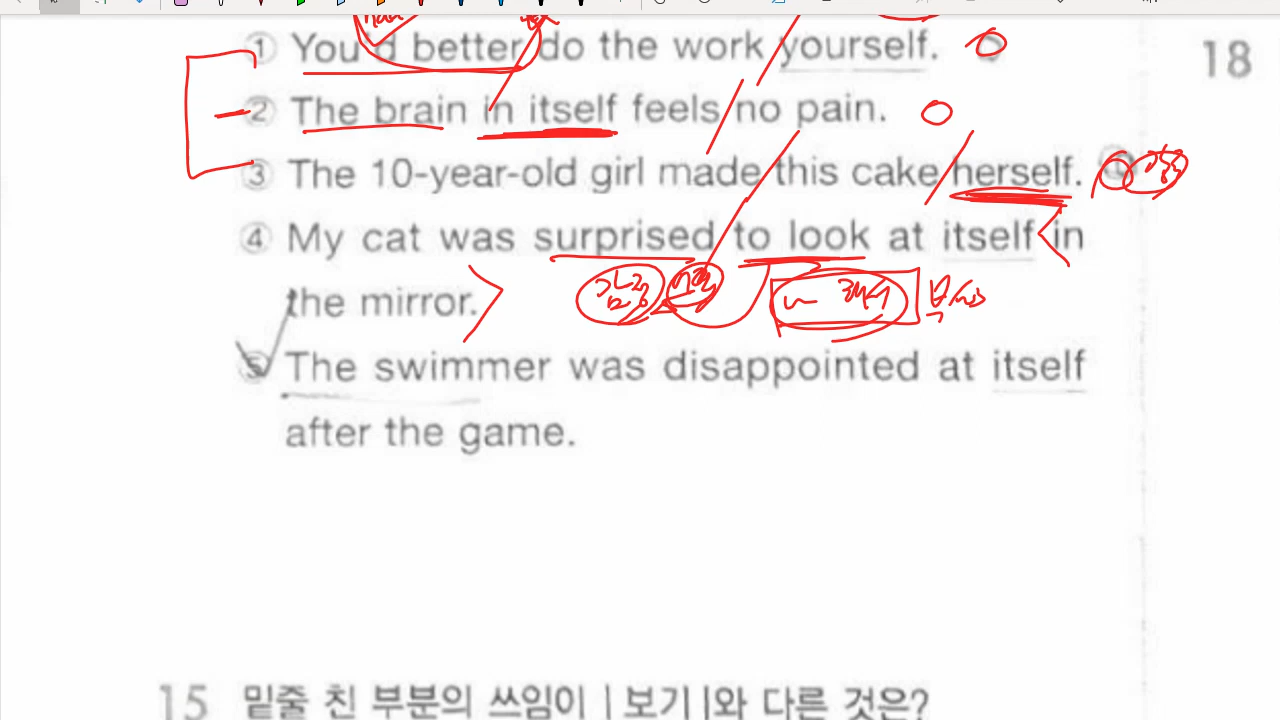 ① You'd better do the work yourself.
② The brain in itself feels no pain.
③ The 10-year-old girl made this cake herself.
④ My cat was surprised to look at itself in
the mirror.
⑤ The swimmer was disappointed at itself
after the game.
18
15 밑줄 친 부분의 쓰임이 |보기|와 다른 것은?